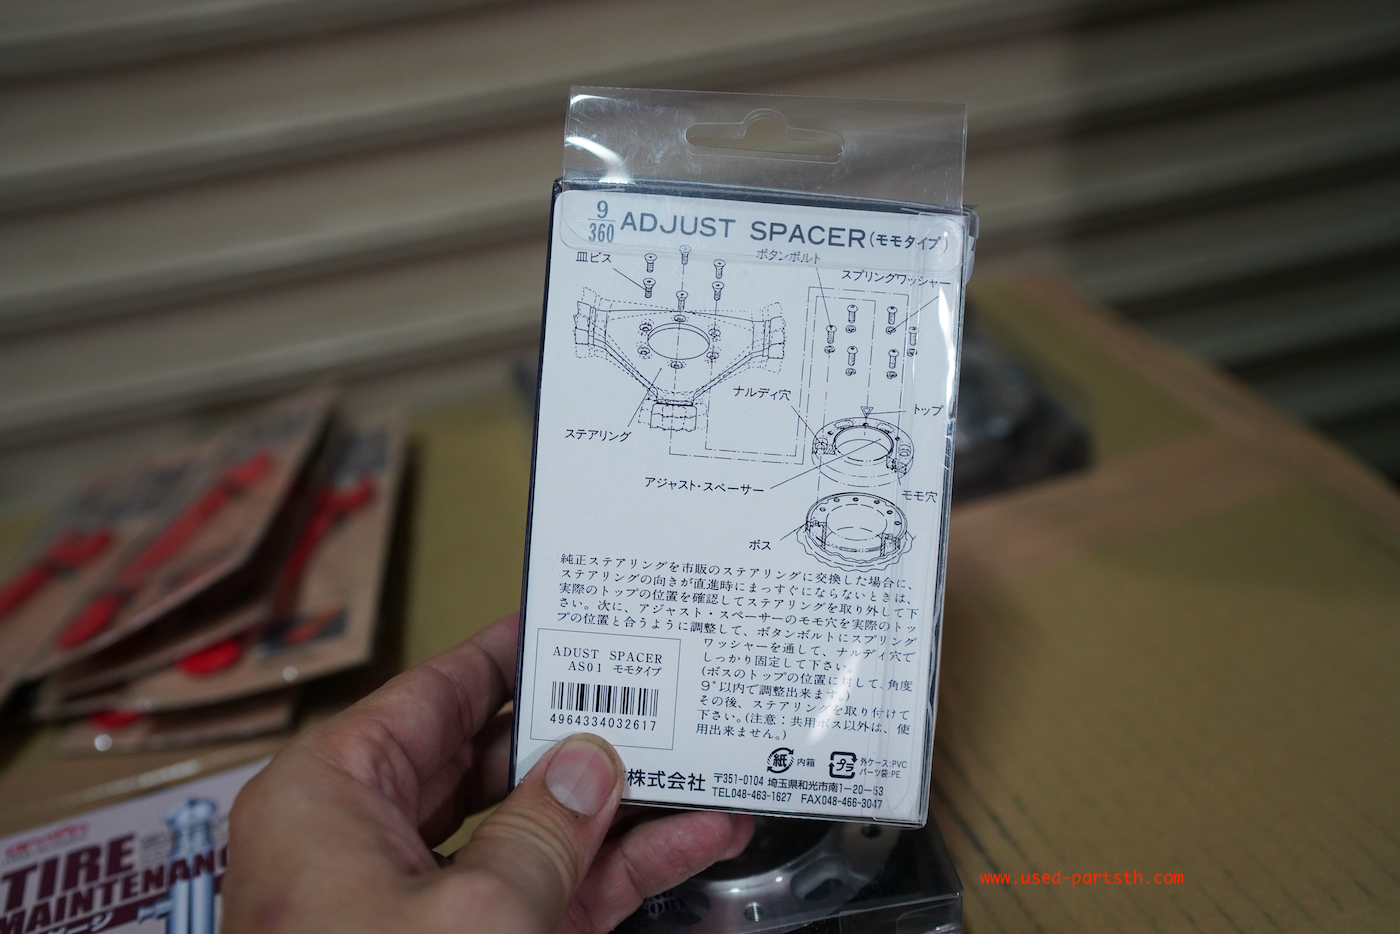 9/360 ADJUST SPACER(モモタイプ)
皿ビス
ボタンボルト
スプリングワッシャー
ナルディ穴
トップ
ステアリング
アジャスト・スペーサー
モモ穴
ボス
純正ステアリングを市販のステアリングに交換した場合に、
ステアリングの向きが直進時にまっすぐにならないときは、
実際のトップの位置を確認してステアリングを取り外して下
さい。次に、アジャスト・スペーサーのモモ穴を実際のトッ
プの位置と合うように調整して、ボタンボルトにスプリング
ワッシャーを通して、ナルディ穴で
しっかり固定して下さい。
(ボスのトップの位置に対して、角度
9°以内で調整出来ます。)
その後、ステアリングを取り付けて
下さい。(注意：共用ボス以外は、使
用出来ません。)
ADUST SPACER
AS01 モモタイプ
4964334032617
紙 内箱
プラ 外ケース:PVC
パーツ袋:PE
株式会社
〒351-0104 埼玉県和光市南1-20-63
TEL048-463-1627 FAX048-466-3047
TIRE
MAINTENANC
www.used-partsth.com